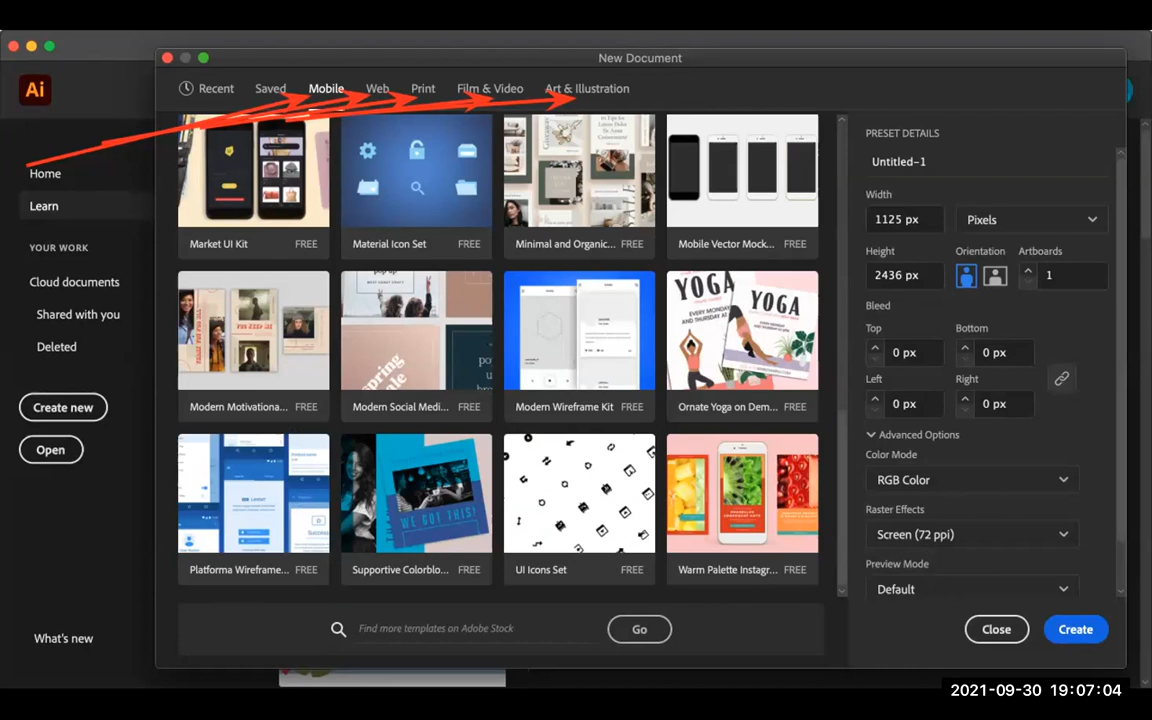 New Document
Ai
Recent Saved Mobile Web Print Film & Video Art & Illustration
Home
Learn
YOUR WORK
Cloud documents
Shared with you
Deleted
Create new
Open
What's new
Market UI Kit FREE
Material Icon Set FREE
Minimal and Organic... FREE
Mobile Vector Mock... FREE
YOGA
EVERY MONDAY
AND THURSDAY AT
YOGA
spring
Modern Motivationa... FREE
Modern Social Medi... FREE
Modern Wireframe Kit FREE
Ornate Yoga on Dem... FREE
WE GOT THIS!
Platforma Wireframe... FREE
Supportive Colorblo... FREE
UI Icons Set FREE
Warm Palette Instagr... FREE
Find more templates on Adobe Stock
Go
PRESET DETAILS
Untitled-1
Width
1125 px Pixels
Height Orientation Artboards
2436 px 1
Bleed
Top Bottom
0 px 0 px
Left Right
0 px 0 px
Advanced Options
Color Mode
RGB Color
Raster Effects
Screen (72 ppi)
Preview Mode
Default
Close Create
2021-09-30 19:07:04